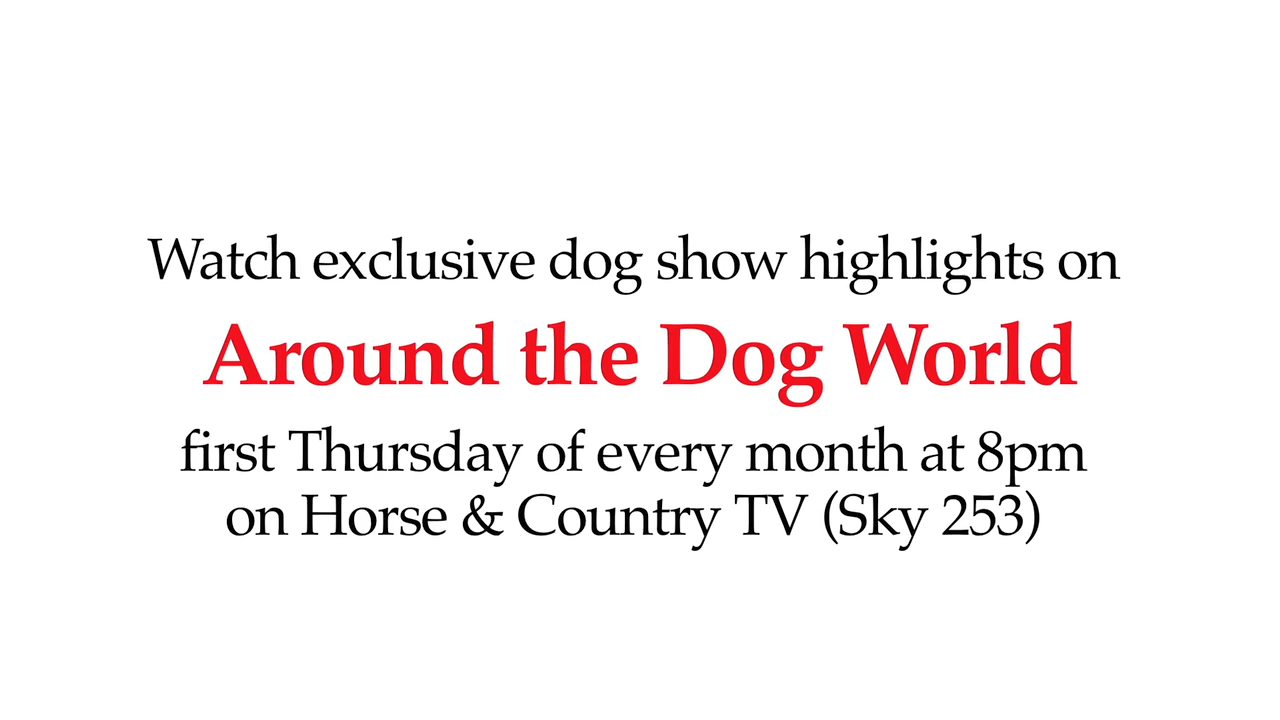 Watch exclusive dog show highlights on
Around the Dog World
first Thursday of every month at 8pm
on Horse & Country TV (Sky 253)